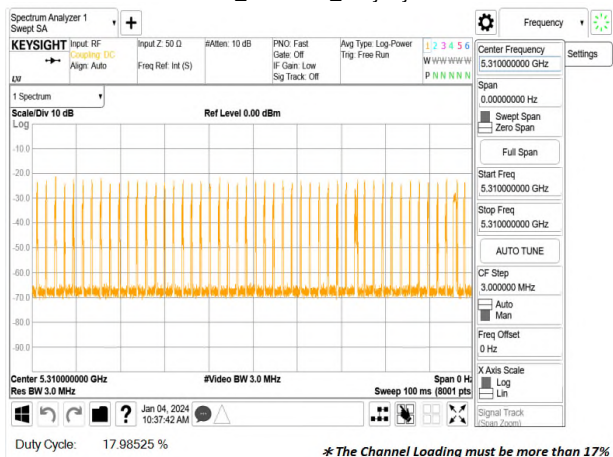 Spectrum Analyzer 1
Swept SA
+
Frequency
KEYSIGHT
Input: RF
Coupling: DC
Align: Auto
Input Z: 50 Ω
Freq Ref: Int (S)
#Atten: 10 dB
PNO: Fast
Gate: Off
IF Gain: Low
Sig Track: Off
Avg Type: Log-Power
Trig: Free Run
1 2 3 4 5 6
W W W W W W
P N N N N N
LXI
Center Frequency
5.310000000 GHz
Settings
Span
0.00000000 Hz
Swept Span
Zero Span
Full Span
Start Freq
5.310000000 GHz
Stop Freq
5.310000000 GHz
AUTO TUNE
CF Step
3.000000 MHz
Auto
Man
Freq Offset
0 Hz
X Axis Scale
Log
Lin
Signal Track
(Span Zoom)
1 Spectrum
Scale/Div 10 dB
Ref Level 0.00 dBm
Log
-10.0
-20.0
-30.0
-40.0
-50.0
-60.0
-70.0
-80.0
-90.0
Center 5.310000000 GHz
#Video BW 3.0 MHz
Span 0 Hz
Res BW 3.0 MHz
Sweep 100 ms (8001 pts
?
Jan 04, 2024
10:37:42 AM
Duty Cycle: 17.98525 %
* The Channel Loading must be more than 17%